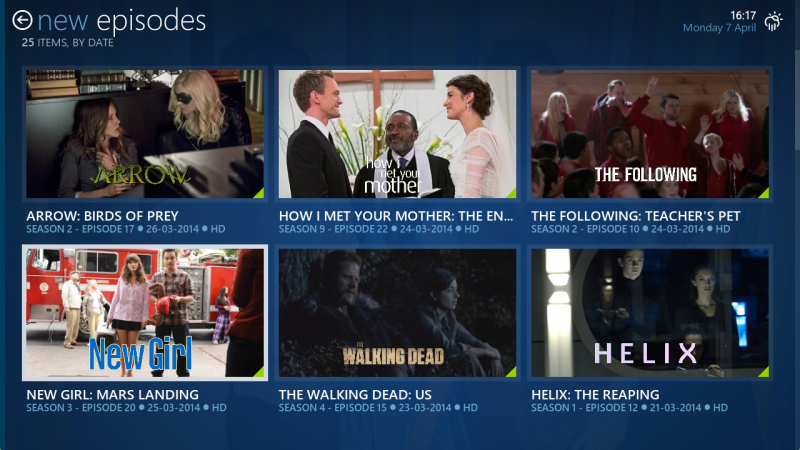 new episodes
25 ITEMS, BY DATE
16:17
Monday 7 April
ARROW
how i met your mother
THE FOLLOWING
ARROW: BIRDS OF PREY
SEASON 2 - EPISODE 17 ● 26-03-2014 ● HD
HOW I MET YOUR MOTHER: THE EN...
SEASON 9 - EPISODE 22 ● 24-03-2014 ● HD
THE FOLLOWING: TEACHER'S PET
SEASON 2 - EPISODE 10 ● 24-03-2014 ● HD
New Girl
THE WALKING DEAD
HELIX
NEW GIRL: MARS LANDING
SEASON 3 - EPISODE 20 ● 25-03-2014 ● HD
THE WALKING DEAD: US
SEASON 4 - EPISODE 15 ● 23-03-2014 ● HD
HELIX: THE REAPING
SEASON 1 - EPISODE 12 ● 21-03-2014 ● HD